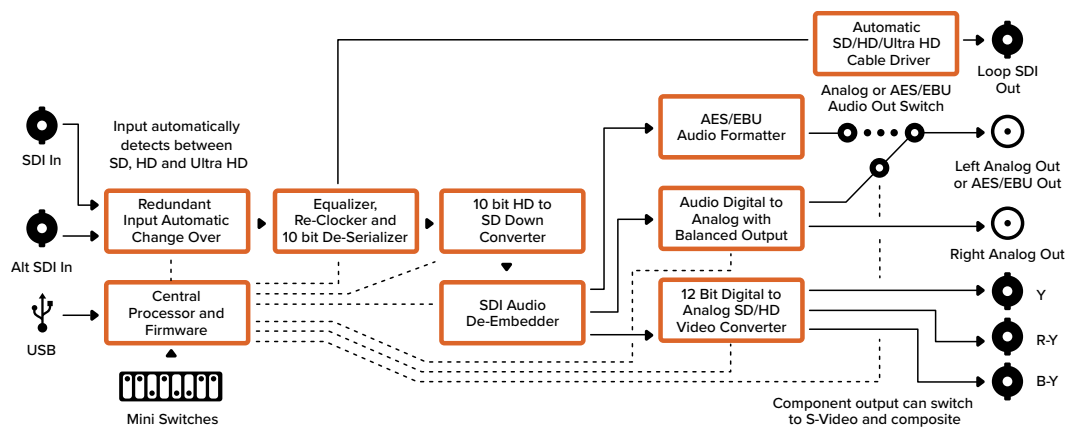 Automatic
SD/HD/Ultra HD
Cable Driver
Loop SDI
Out
Analog or AES/EBU
Audio Out Switch
SDI In
Input automatically
detects between
SD, HD and Ultra HD
AES/EBU
Audio Formatter
Left Analog Out
or AES/EBU Out
Alt SDI In
Redundant
Input Automatic
Change Over
Equalizer,
Re-Clocker and
10 bit De-Serializer
10 bit HD to
SD Down
Converter
Audio Digital to
Analog with
Balanced Output
Right Analog Out
USB
Central
Processor and
Firmware
SDI Audio
De-Embedder
12 Bit Digital to
Analog SD/HD
Video Converter
Y
R-Y
B-Y
Mini Switches
Component output can switch
to S-Video and composite